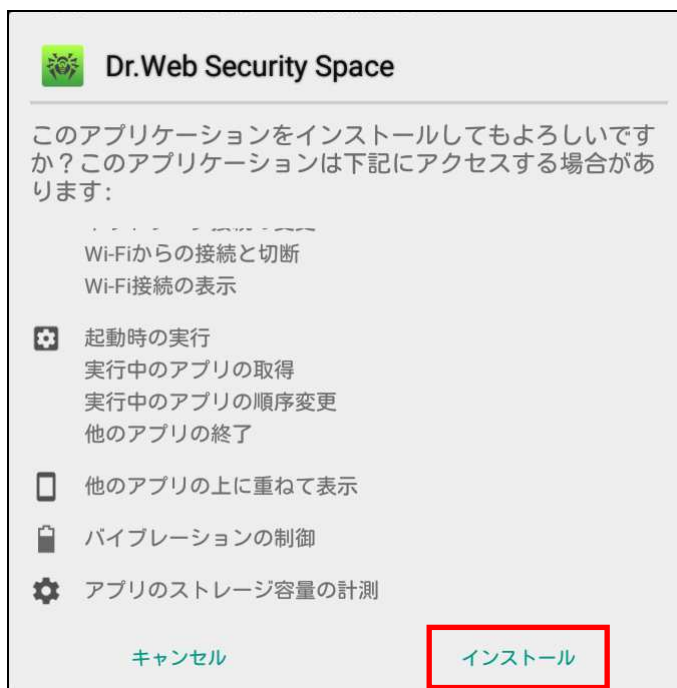 Dr.Web Security Space
このアプリケーションをインストールしてもよろしいです
か？このアプリケーションは下記にアクセスする場合があ
ります：
Wi-Fiからの接続と切断
Wi-Fi接続の表示
起動時の実行
実行中のアプリの取得
実行中のアプリの順序変更
他のアプリの終了
他のアプリの上に重ねて表示
バイブレーションの制御
アプリのストレージ容量の計測
キャンセル
インストール